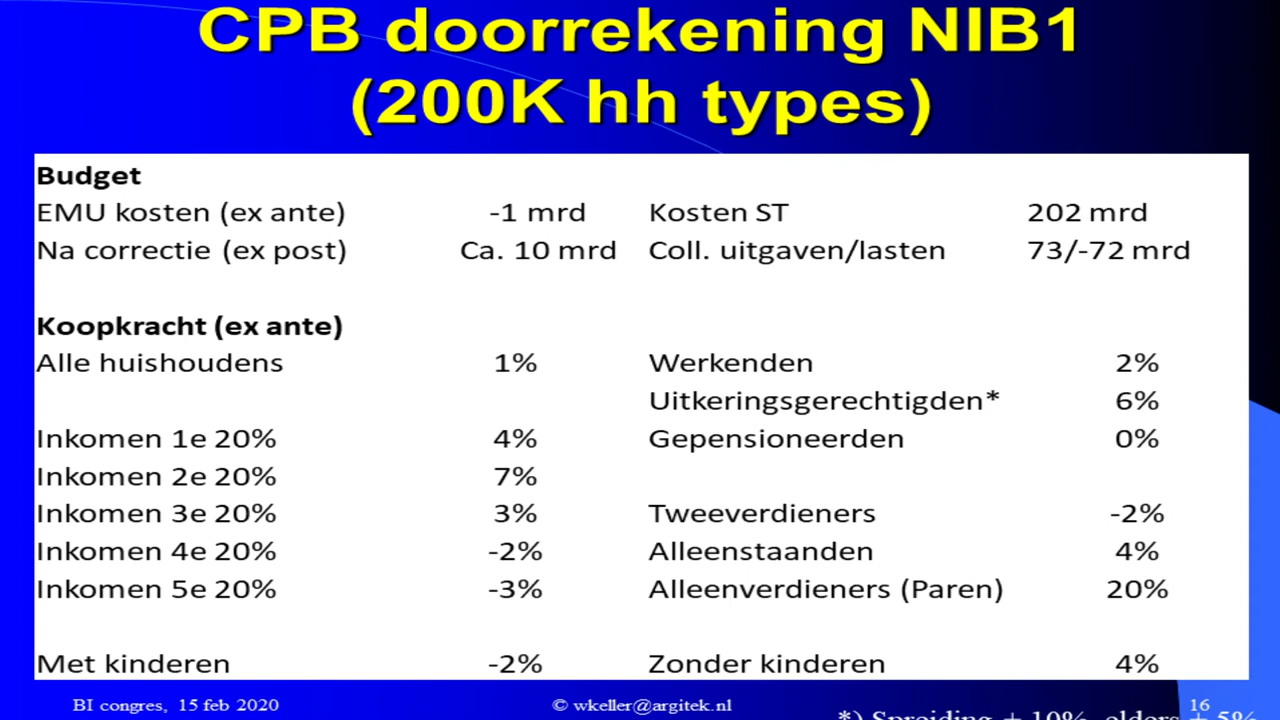 CPB doorrekening NIB1
(200K hh types)
Budget
EMU kosten (ex ante) -1 mrd Kosten ST 202 mrd
Na correctie (ex post) Ca. 10 mrd Coll. uitgaven/lasten 73/-72 mrd
Koopkracht (ex ante)
Alle huishoudens 1% Werkenden 2%
Uitkeringsgerechtigden* 6%
Inkomen 1e 20% 4% Gepensioneerden 0%
Inkomen 2e 20% 7%
Inkomen 3e 20% 3% Tweeverdieners -2%
Inkomen 4e 20% -2% Alleenstaanden 4%
Inkomen 5e 20% -3% Alleenverdieners (Paren) 20%
Met kinderen -2% Zonder kinderen 4%
BI congres, 15 feb 2020 © wkeller@argitek.nl 16
*) Spreiding ± 10%, elders ± 5%